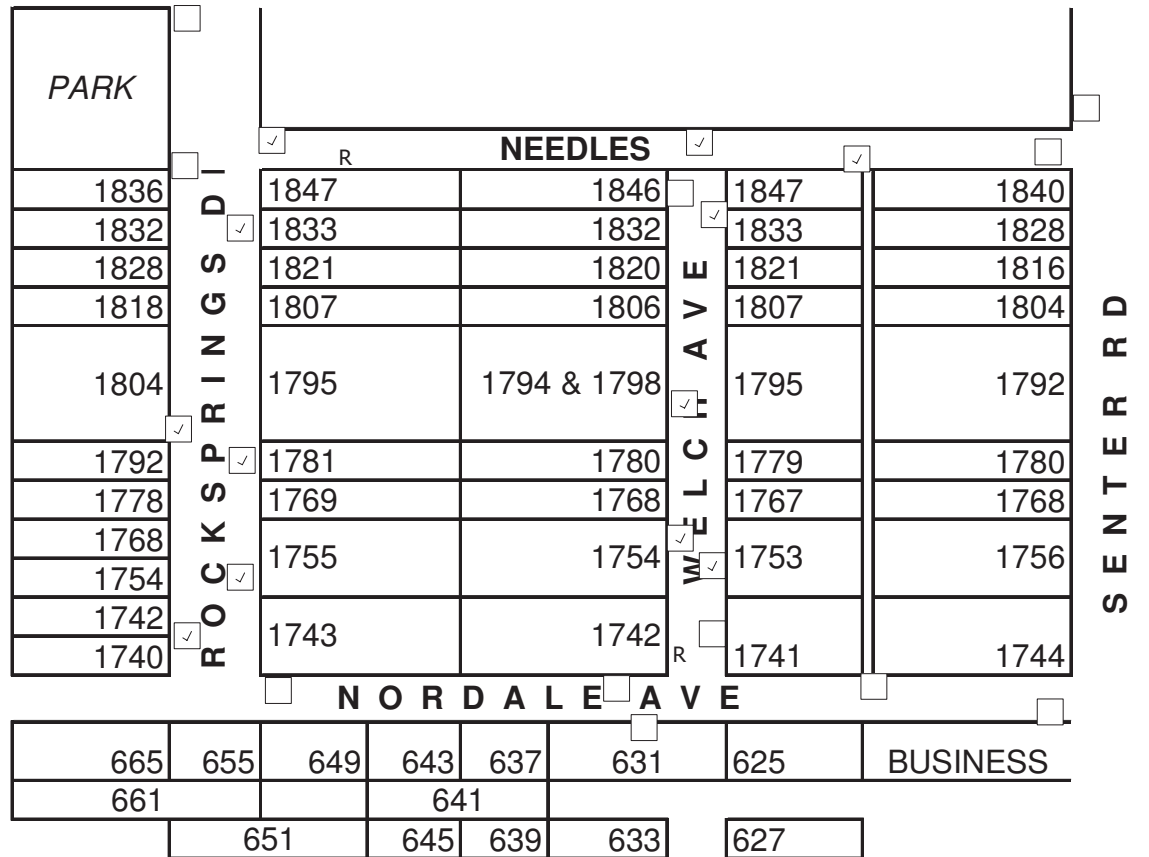 PARK
NEEDLES
R
1836 1847 1846 1847 1840
1832 1833 1832 1833 1828
1828 1821 1820 1821 1816
1818 1807 1806 1807 1804
1804 1795 1794 & 1798 1795 1792
1792 1781 1780 1779 1780
1778 1769 1768 1767 1768
1768 1755 1754 1753 1756
1754
1742 1743 1742 1741 1744
1740
R
ROCKSPRINGS DI
WELCH AVE
SENTER RD
NORDALE AVE
665 655 649 643 637 631 625 BUSINESS
661 641
651 645 639 633 627